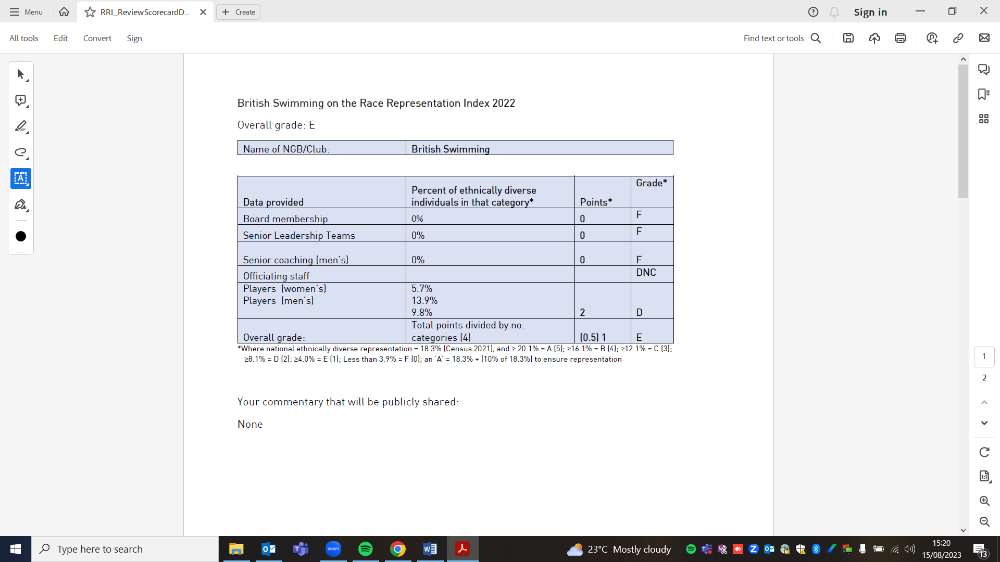 Menu
RRI_ReviewScorecardD...
Create
Sign in
All tools
Edit
Convert
Sign
Find text or tools
British Swimming on the Race Representation Index 2022
Overall grade: E
Name of NGB/Club: British Swimming
Data provided Percent of ethnically diverse individuals in that category* Points* Grade*
Board membership 0% 0 F
Senior Leadership Teams 0% 0 F
Senior coaching (men's) 0% 0 F
Officiating staff DNC
Players (women's) 5.7%
Players (men's) 13.9%
9.8% 2 D
Overall grade: Total points divided by no. categories (4) (0.5) 1 E
*Where national ethnically diverse representation = 18.3% (Census 2021), and ≥ 20.1% = A (5); ≥16.1% = B (4); ≥12.1% = C (3);
≥8.1% = D (2); ≥4.0% = E (1); Less than 3.9% = F (0); an 'A' = 18.3% + (10% of 18.3%) to ensure representation
Your commentary that will be publicly shared:
None
1
2
Type here to search
zoom
23°C Mostly cloudy
15:20
15/08/2023
13